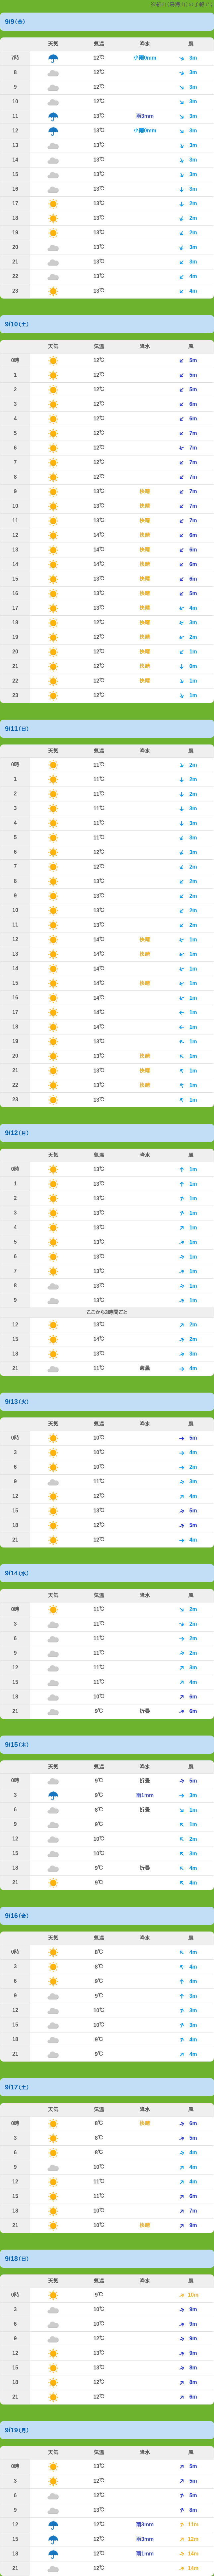 9/9(金)
天気 気温 降水 風
7時 12℃ 小雨0mm 3m
8 12℃ 3m
9 12℃ 3m
10 12℃ 3m
11 13℃ 雨3mm 3m
12 13℃ 小雨0mm 3m
13 13℃ 3m
14 13℃ 3m
15 13℃ 3m
16 13℃ 3m
17 13℃ 2m
18 13℃ 2m
19 13℃ 2m
20 13℃ 3m
21 13℃ 3m
22 13℃ 4m
23 13℃ 4m
9/10(土)
天気 気温 降水 風
0時 12℃ 5m
1 12℃ 5m
2 12℃ 5m
3 12℃ 6m
4 12℃ 6m
5 12℃ 7m
6 12℃ 7m
7 12℃ 7m
8 12℃ 7m
9 13℃ 快晴 7m
10 13℃ 快晴 7m
11 13℃ 快晴 7m
12 14℃ 快晴 6m
13 14℃ 快晴 6m
14 14℃ 快晴 6m
15 13℃ 快晴 6m
16 13℃ 快晴 5m
17 13℃ 快晴 4m
18 12℃ 快晴 3m
19 12℃ 快晴 2m
20 12℃ 快晴 1m
21 12℃ 快晴 0m
22 12℃ 快晴 1m
23 12℃ 1m
9/11(日)
天気 気温 降水 風
0時 11℃ 2m
1 11℃ 2m
2 11℃ 2m
3 11℃ 3m
4 11℃ 3m
5 11℃ 3m
6 12℃ 3m
7 12℃ 2m
8 13℃ 2m
9 13℃ 2m
10 13℃ 2m
11 13℃ 2m
12 14℃ 快晴 1m
13 14℃ 快晴 1m
14 14℃ 1m
15 14℃ 快晴 1m
16 14℃ 1m
17 14℃ 1m
18 14℃ 1m
19 13℃ 1m
20 13℃ 快晴 1m
21 13℃ 快晴 1m
22 13℃ 快晴 1m
23 13℃ 1m
9/12(月)
天気 気温 降水 風
0時 13℃ 1m
1 13℃ 1m
2 13℃ 1m
3 13℃ 1m
4 13℃ 1m
5 13℃ 1m
6 13℃ 1m
7 13℃ 1m
8 13℃ 1m
9 13℃ 1m
ここから3時間ごと
12 13℃ 2m
15 14℃ 2m
18 13℃ 3m
21 11℃ 薄曇 4m
9/13(火)
天気 気温 降水 風
0時 10℃ 5m
3 10℃ 4m
6 10℃ 2m
9 11℃ 3m
12 12℃ 4m
15 13℃ 5m
18 12℃ 5m
21 12℃ 4m
9/14(水)
天気 気温 降水 風
0時 11℃ 2m
3 11℃ 2m
6 11℃ 2m
9 11℃ 2m
12 11℃ 3m
15 11℃ 4m
18 10℃ 6m
21 9℃ 折曇 6m
9/15(木)
天気 気温 降水 風
0時 9℃ 折曇 5m
3 9℃ 雨1mm 3m
6 8℃ 折曇 1m
9 9℃ 1m
12 10℃ 2m
15 10℃ 3m
18 9℃ 折曇 4m
21 9℃ 4m
9/16(金)
天気 気温 降水 風
0時 8℃ 4m
3 8℃ 4m
6 9℃ 4m
9 9℃ 3m
12 10℃ 3m
15 10℃ 3m
18 9℃ 4m
21 9℃ 4m
9/17(土)
天気 気温 降水 風
0時 8℃ 快晴 6m
3 8℃ 5m
6 8℃ 4m
9 10℃ 4m
12 11℃ 4m
15 11℃ 6m
18 10℃ 7m
21 10℃ 快晴 9m
9/18(日)
天気 気温 降水 風
0時 9℃ 10m
3 10℃ 9m
6 10℃ 9m
9 12℃ 9m
12 13℃ 9m
15 13℃ 8m
18 12℃ 8m
21 12℃ 6m
9/19(月)
天気 気温 降水 風
0時 13℃ 5m
3 12℃ 5m
6 12℃ 5m
9 13℃ 8m
12 12℃ 雨3mm 11m
15 12℃ 雨3mm 12m
18 12℃ 雨1mm 14m
21 12℃ 14m